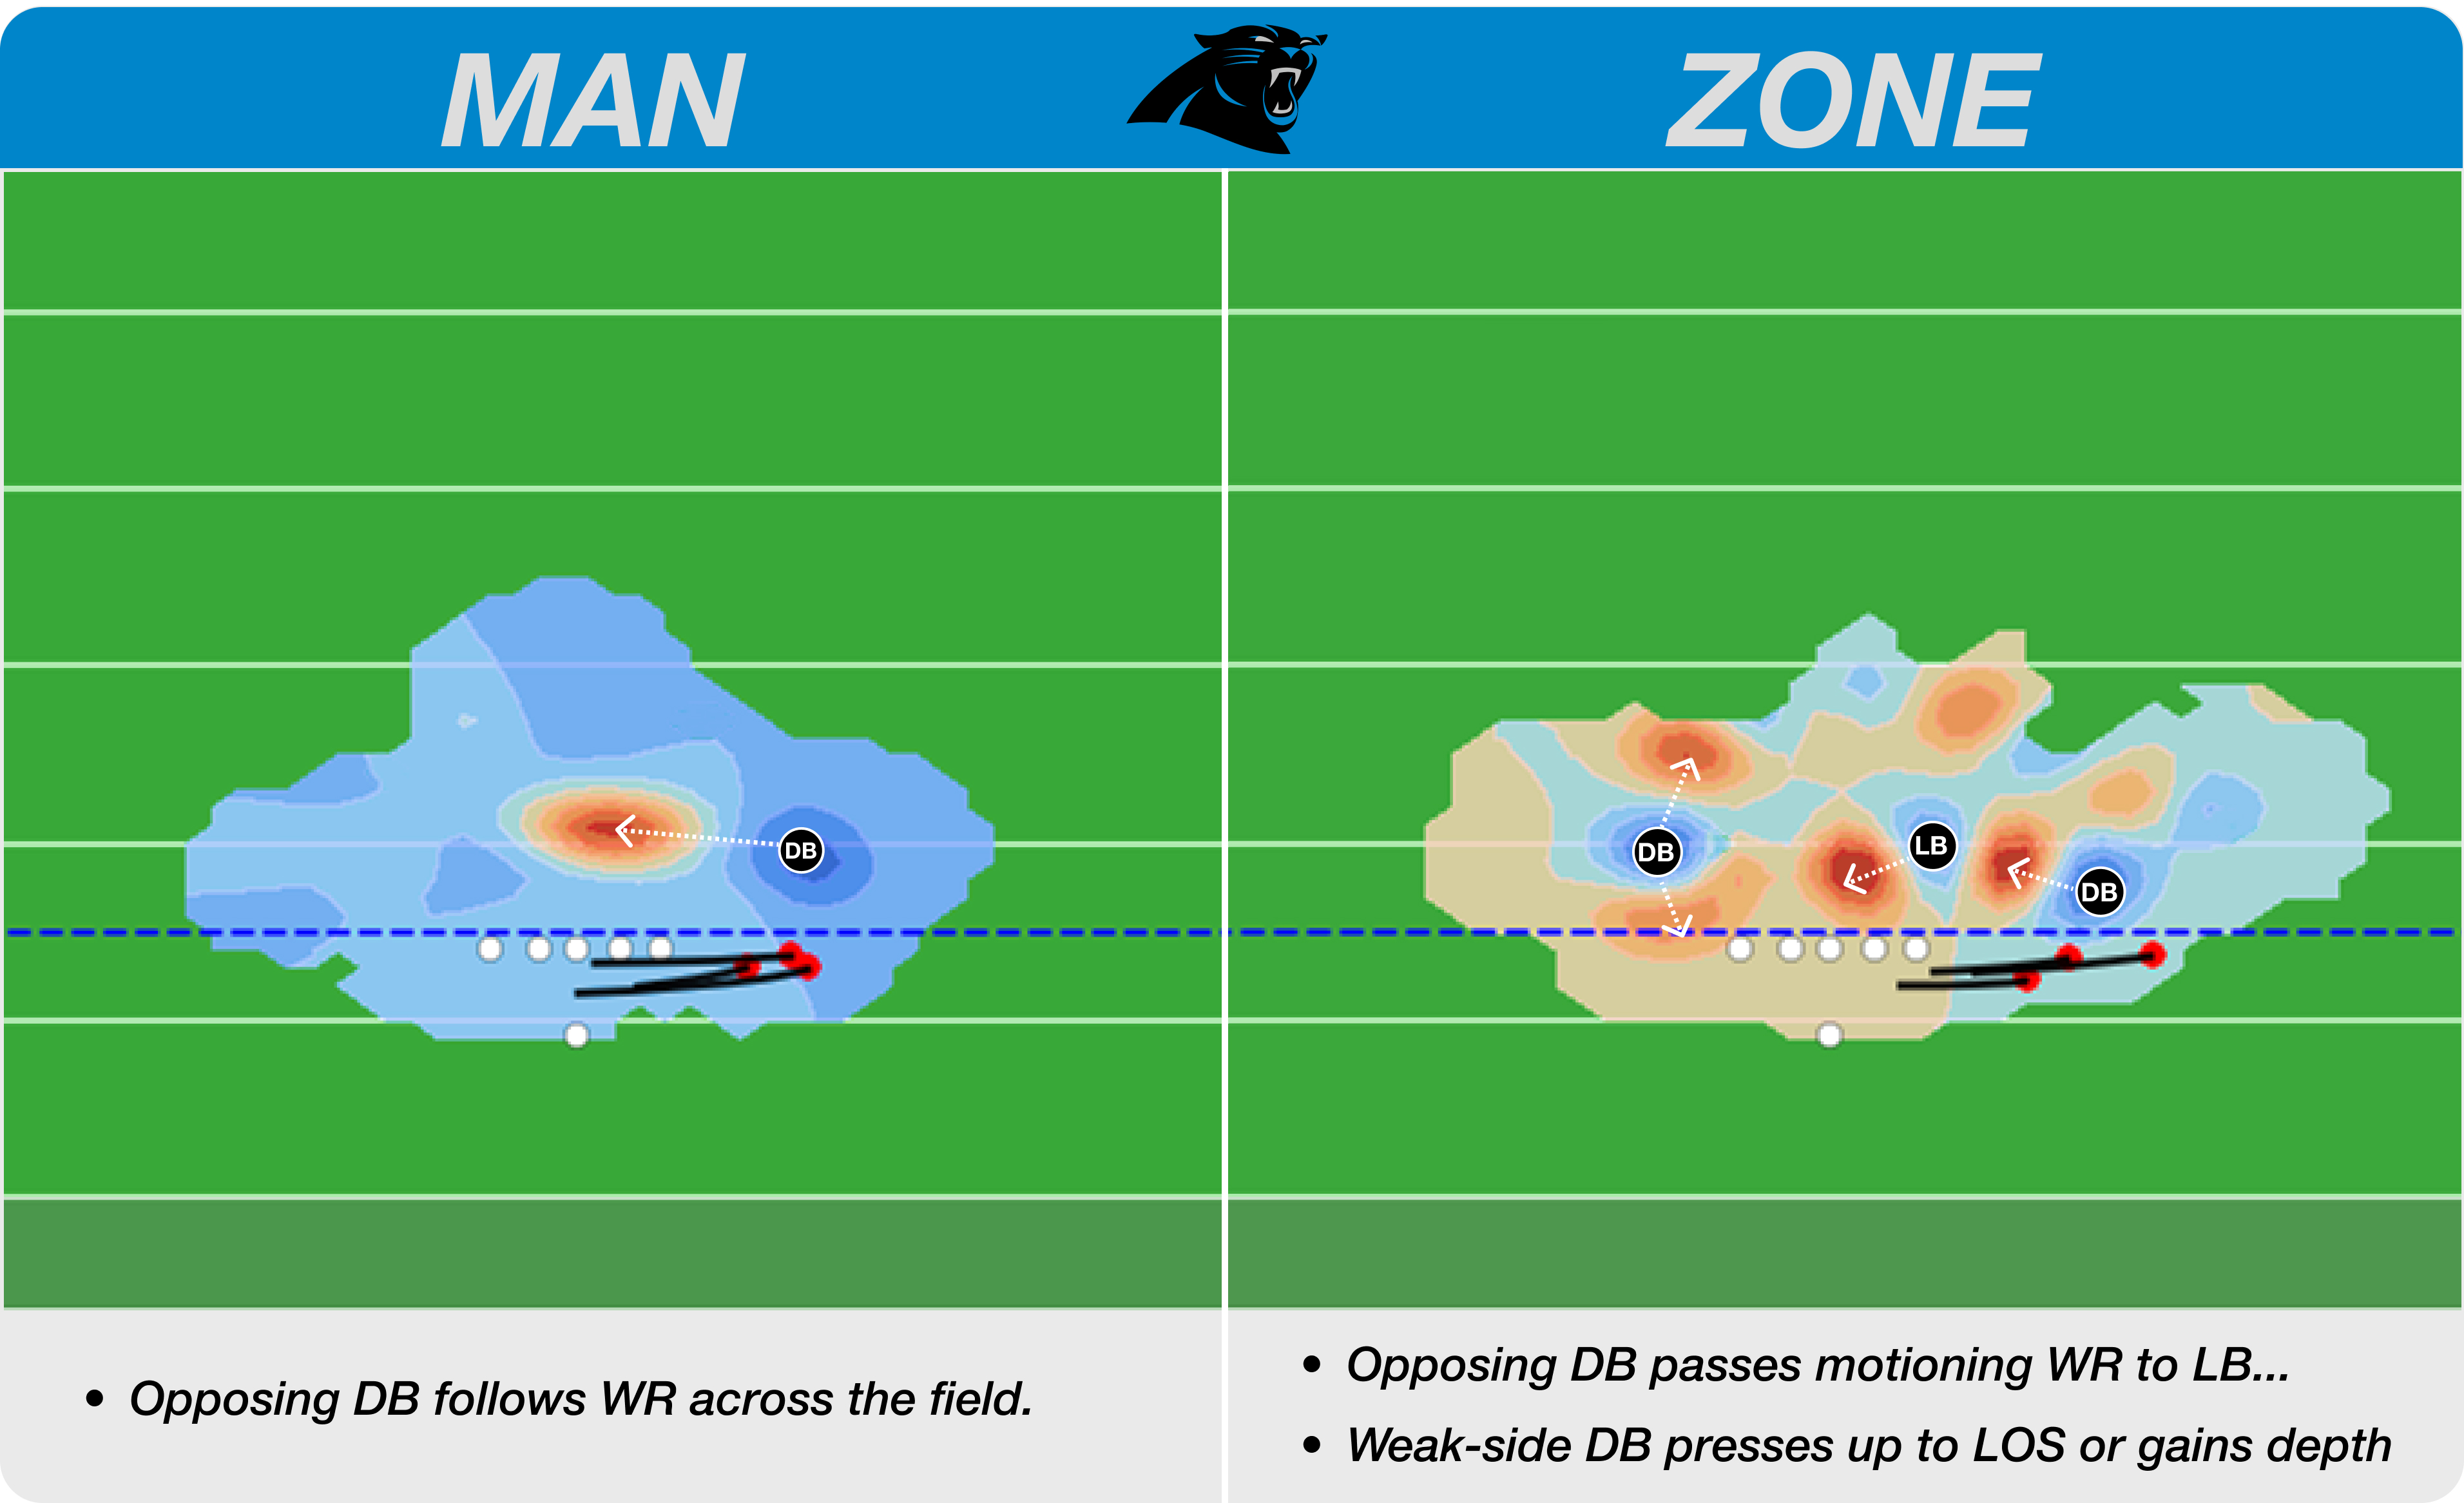 MAN
ZONE
DB
DB
LB
DB
• Opposing DB follows WR across the field.
• Opposing DB passes motioning WR to LB...
• Weak-side DB presses up to LOS or gains depth